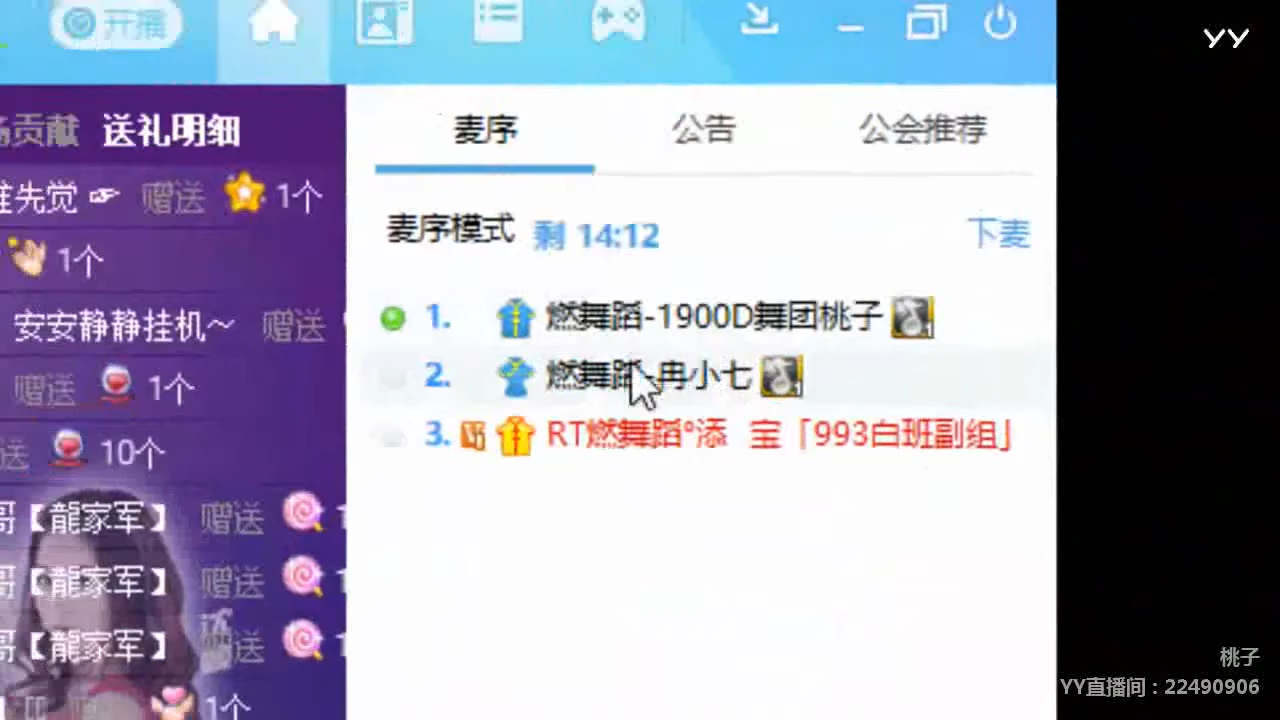 开播
YY
贡献 送礼明细
麦序 公告 公会推荐
先觉 赠送 1个
麦序模式 剩 14:12 下麦
1个
安安静静挂机～ 赠送
1. 燃舞蹈-1900D舞团桃子
赠送 1个
2. 燃舞蹈-冉小七
送 10个
3. RT燃舞蹈°添 宝「993白班副组」
哥【龍家军】 赠送
哥【龍家军】 赠送
哥【龍家军】 赠送
1个
桃子
YY直播间：22490906